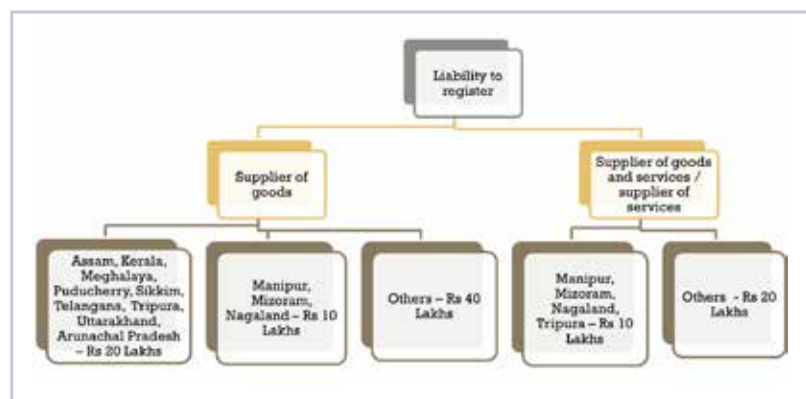 Liability to
register
Supplier of
goods
Supplier of goods
and services /
supplier of
services
Assam, Kerala,
Meghalaya,
Puducherry, Sikkim,
Telangana, Tripura,
Uttarakhand,
Arunachal Pradesh
– Rs 20 Lakhs
Manipur,
Mizoram,
Nagaland – Rs 10
Lakhs
Others – Rs 40
Lakhs
Manipur,
Mizoram,
Nagaland,
Tripura – Rs 10
Lakhs
Others - Rs 20
Lakhs